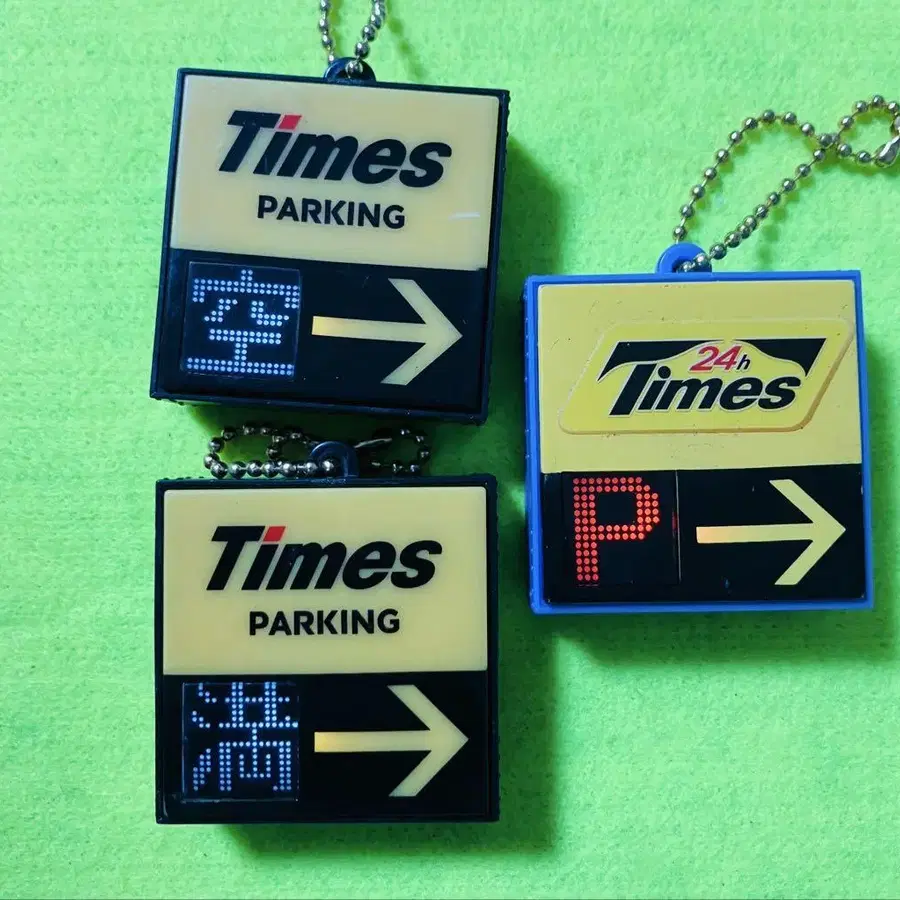 Times
PARKING
空 →
24h
Times
P →
Times
PARKING
満 →